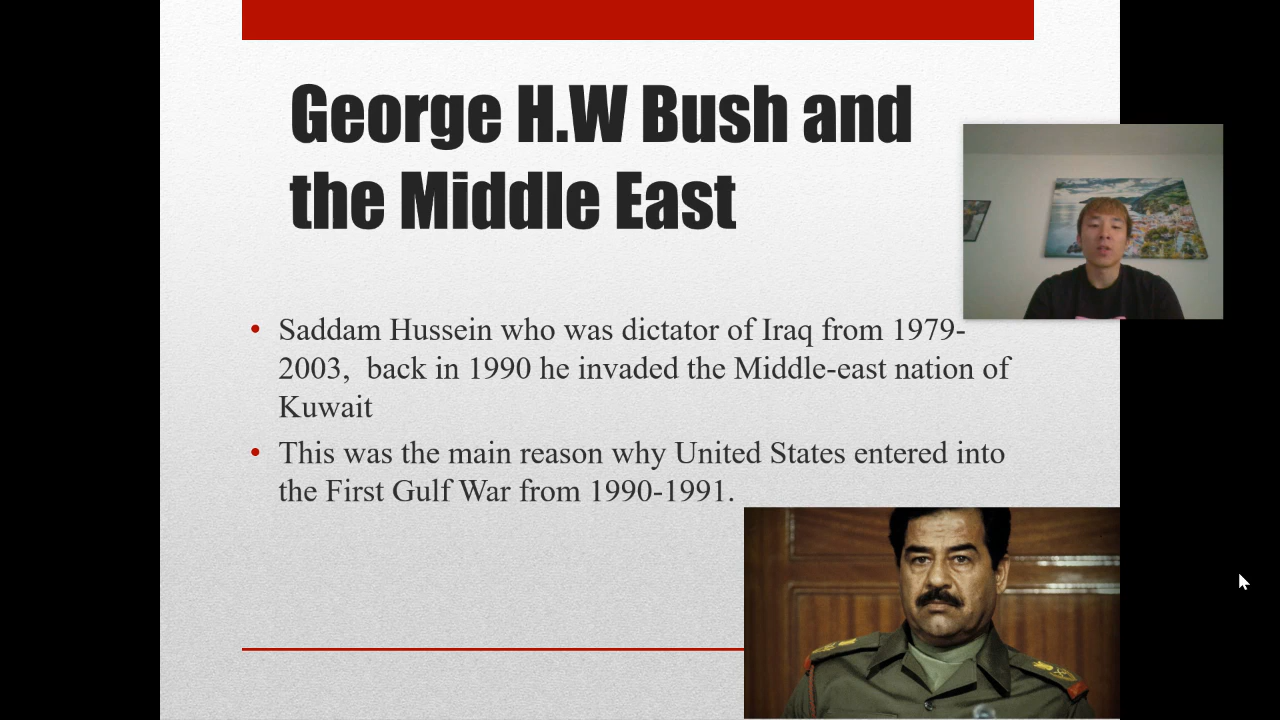 George H.W Bush and
the Middle East
• Saddam Hussein who was dictator of Iraq from 1979-
2003,  back in 1990 he invaded the Middle-east nation of
Kuwait
• This was the main reason why United States entered into
the First Gulf War from 1990-1991.